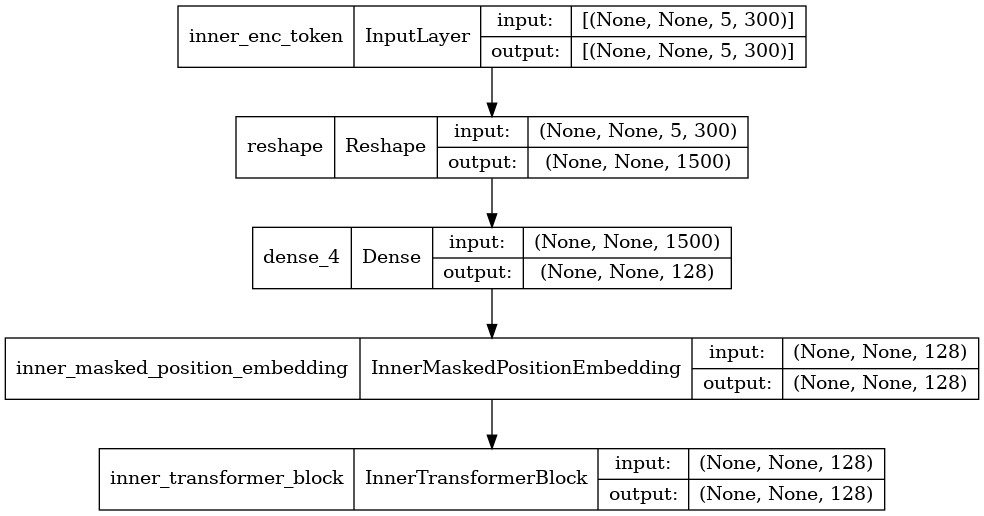 inner_enc_token InputLayer input: [(None, None, 5, 300)]
output: [(None, None, 5, 300)]
reshape Reshape input: (None, None, 5, 300)
output: (None, None, 1500)
dense_4 Dense input: (None, None, 1500)
output: (None, None, 128)
inner_masked_position_embedding InnerMaskedPositionEmbedding input: (None, None, 128)
output: (None, None, 128)
inner_transformer_block InnerTransformerBlock input: (None, None, 128)
output: (None, None, 128)